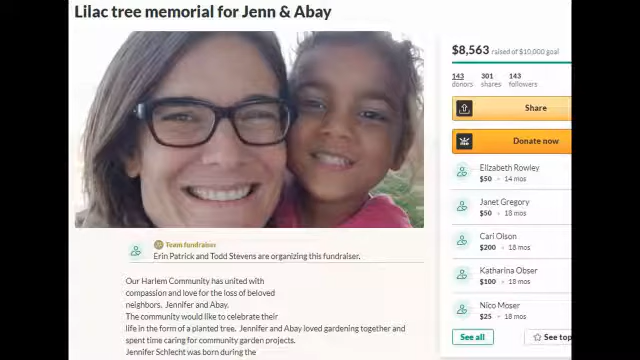 Lilac tree memorial for Jenn & Abay
$8,563 raised of $10,000 goal
143 301 143
donors shares followers
Share
Donate now
Elizabeth Rowley
$50 • 14 mos
Janet Gregory
$50 • 18 mos
Cari Olson
$200 • 18 mos
Katharina Obser
$100 • 18 mos
Nico Moser
$25 • 18 mos
See all See top
Team fundraiser
Erin Patrick and Todd Stevens are organizing this fundraiser.
Our Harlem Community has united with
compassion and love for the loss of beloved
neighbors, Jennifer and Abay.
The community would like to celebrate their
life in the form of a planted tree. Jennifer and Abay loved gardening together and
spent time caring for community garden projects.
Jennifer Schlecht was born during the